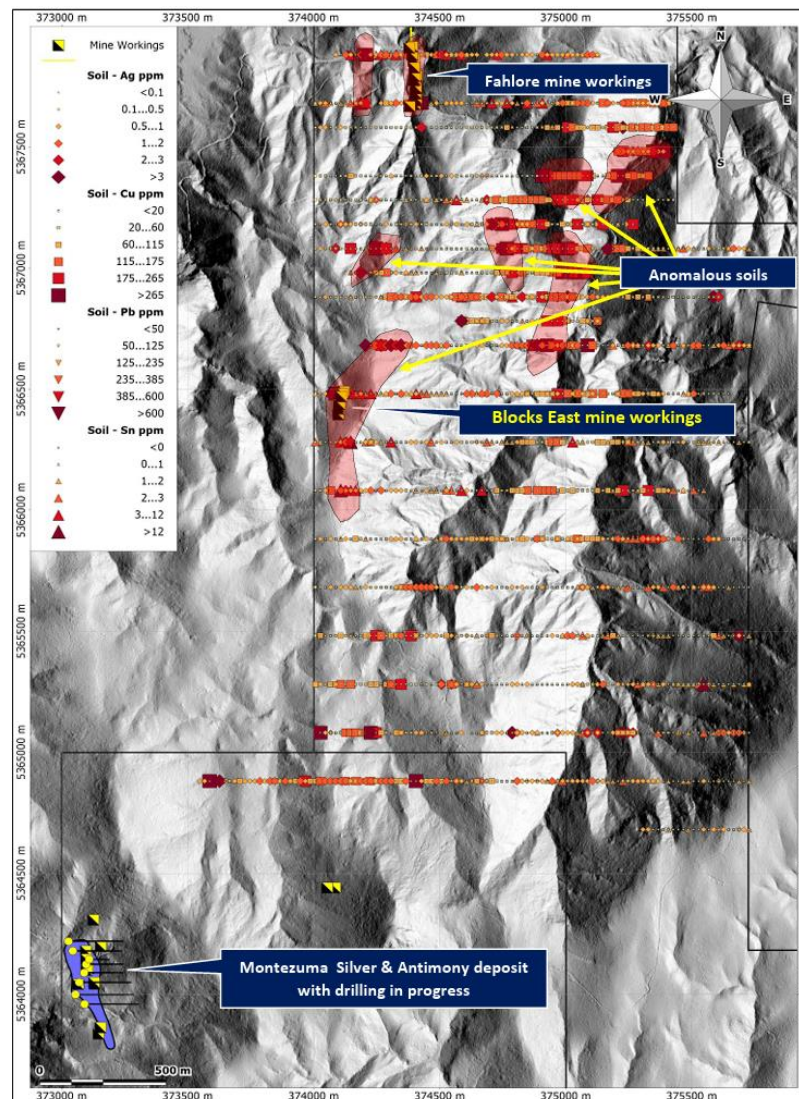 373000 m 373500 m 374000 m 374500 m 375000 m 375500 m
Mine Workings
Soil - Ag ppm
<0.1
0.1...0.5
0.5...1
1...2
2...3
>3
Soil - Cu ppm
<20
20...60
60...115
115...175
175...265
>265
Soil - Pb ppm
<50
50...125
125...235
235...385
385...600
>600
Soil - Sn ppm
<0
0...1
1...2
2...3
3...12
>12
N
W
E
S
Fahlore mine workings
Anomalous soils
Blocks East mine workings
Montezuma Silver & Antimony deposit
with drilling in progress
5367500 m
5367000 m
5366500 m
5366000 m
5365500 m
5365000 m
5364500 m
5364000 m
0 500 m
373000 m 373500 m 374000 m 374500 m 375000 m 375500 m